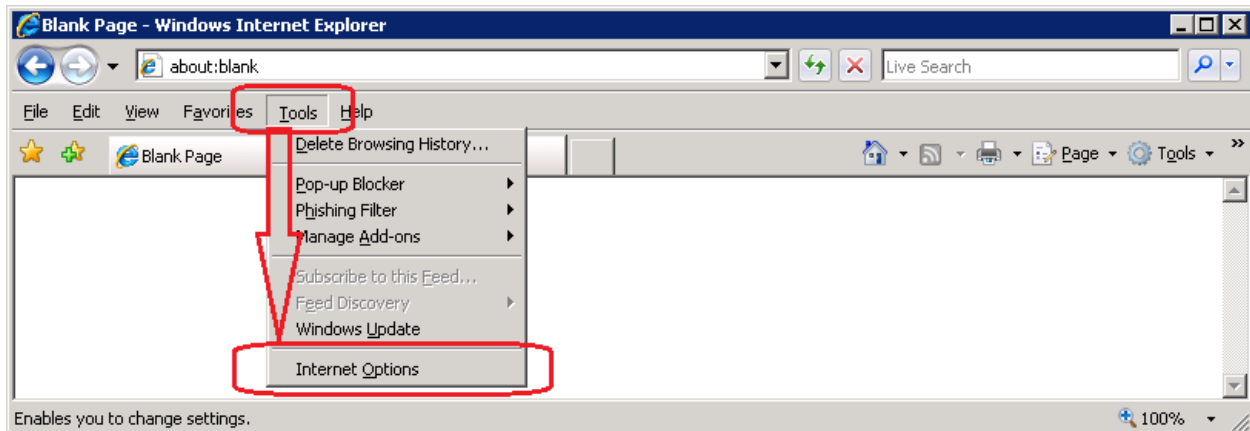 Blank Page - Windows Internet Explorer
about:blank Live Search
File Edit View Favorites Tools Help
Blank Page Page Tools »
Delete Browsing History...
Pop-up Blocker
Phishing Filter
Manage Add-ons
Subscribe to this Feed...
Feed Discovery
Windows Update
Internet Options
Enables you to change settings. 100%